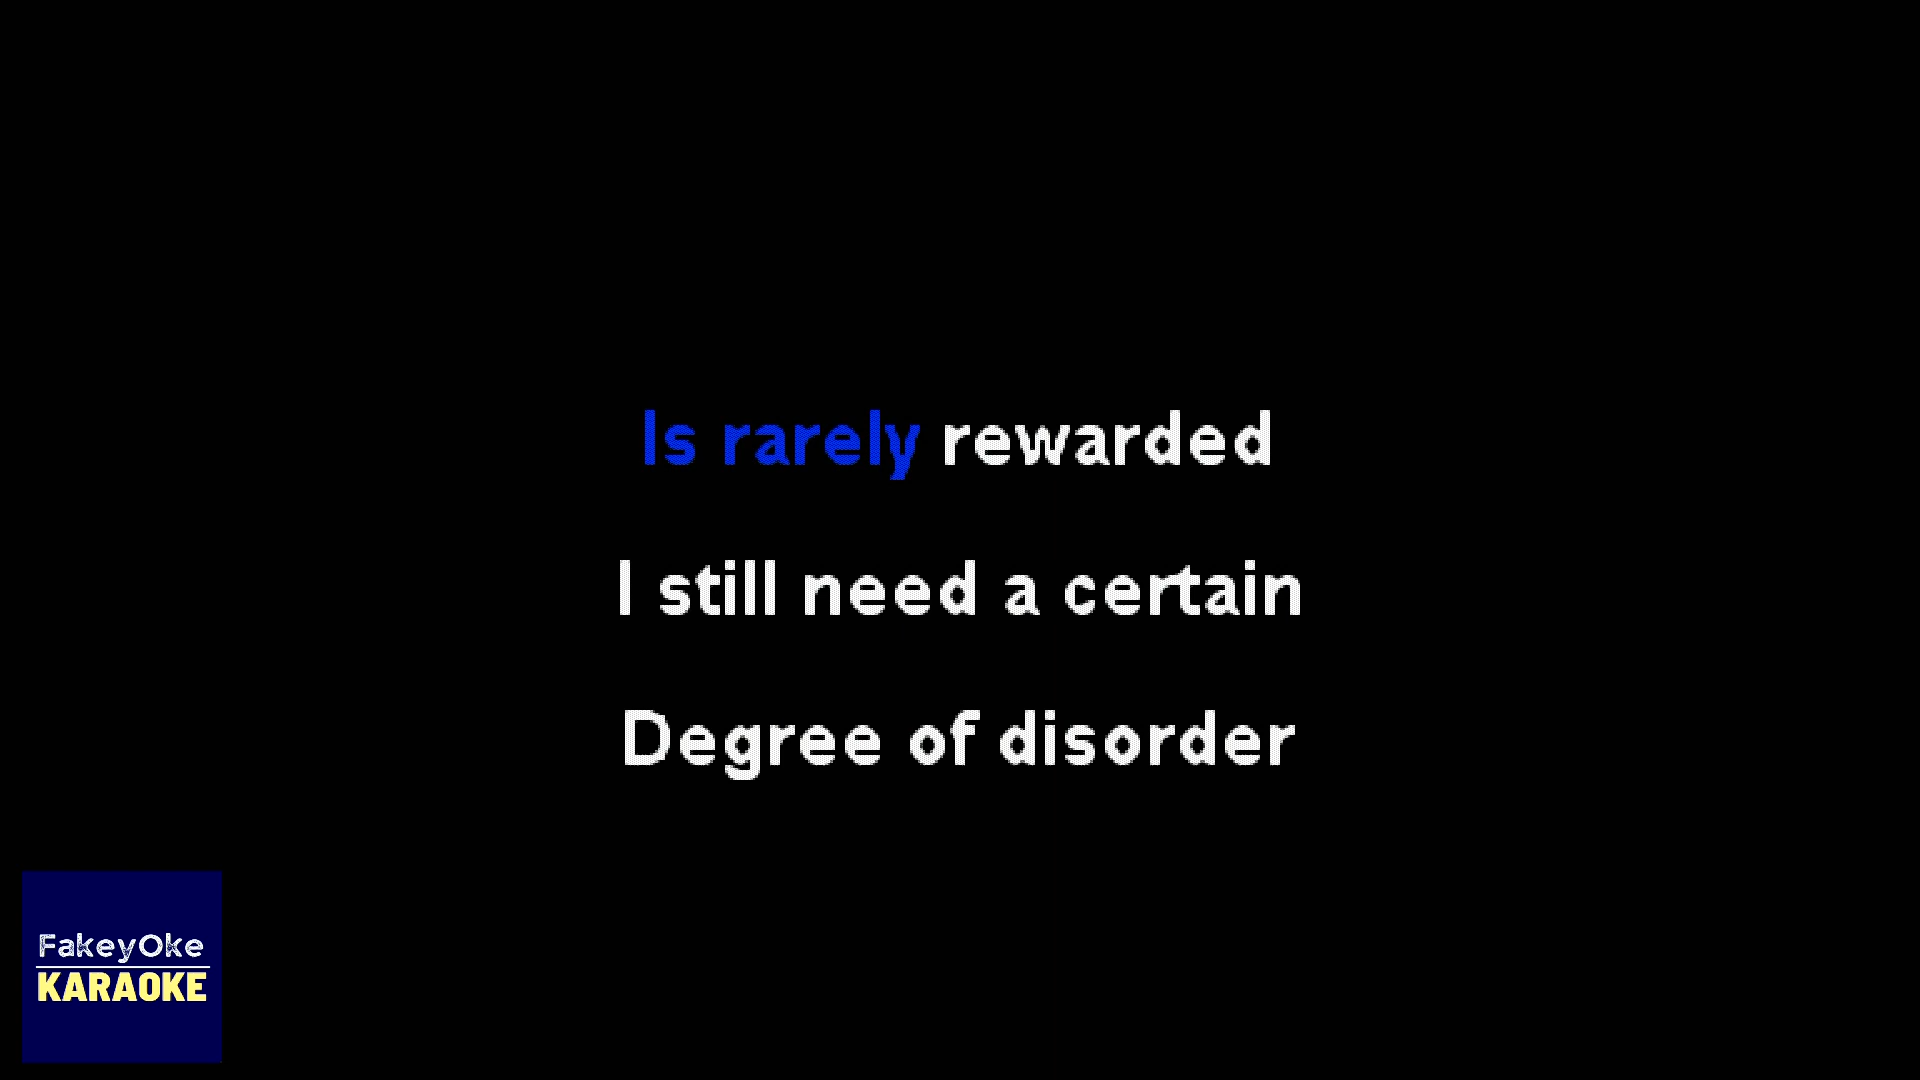 Is rarely rewarded
I still need a certain
Degree of disorder
FakeyOke
KARAOKE